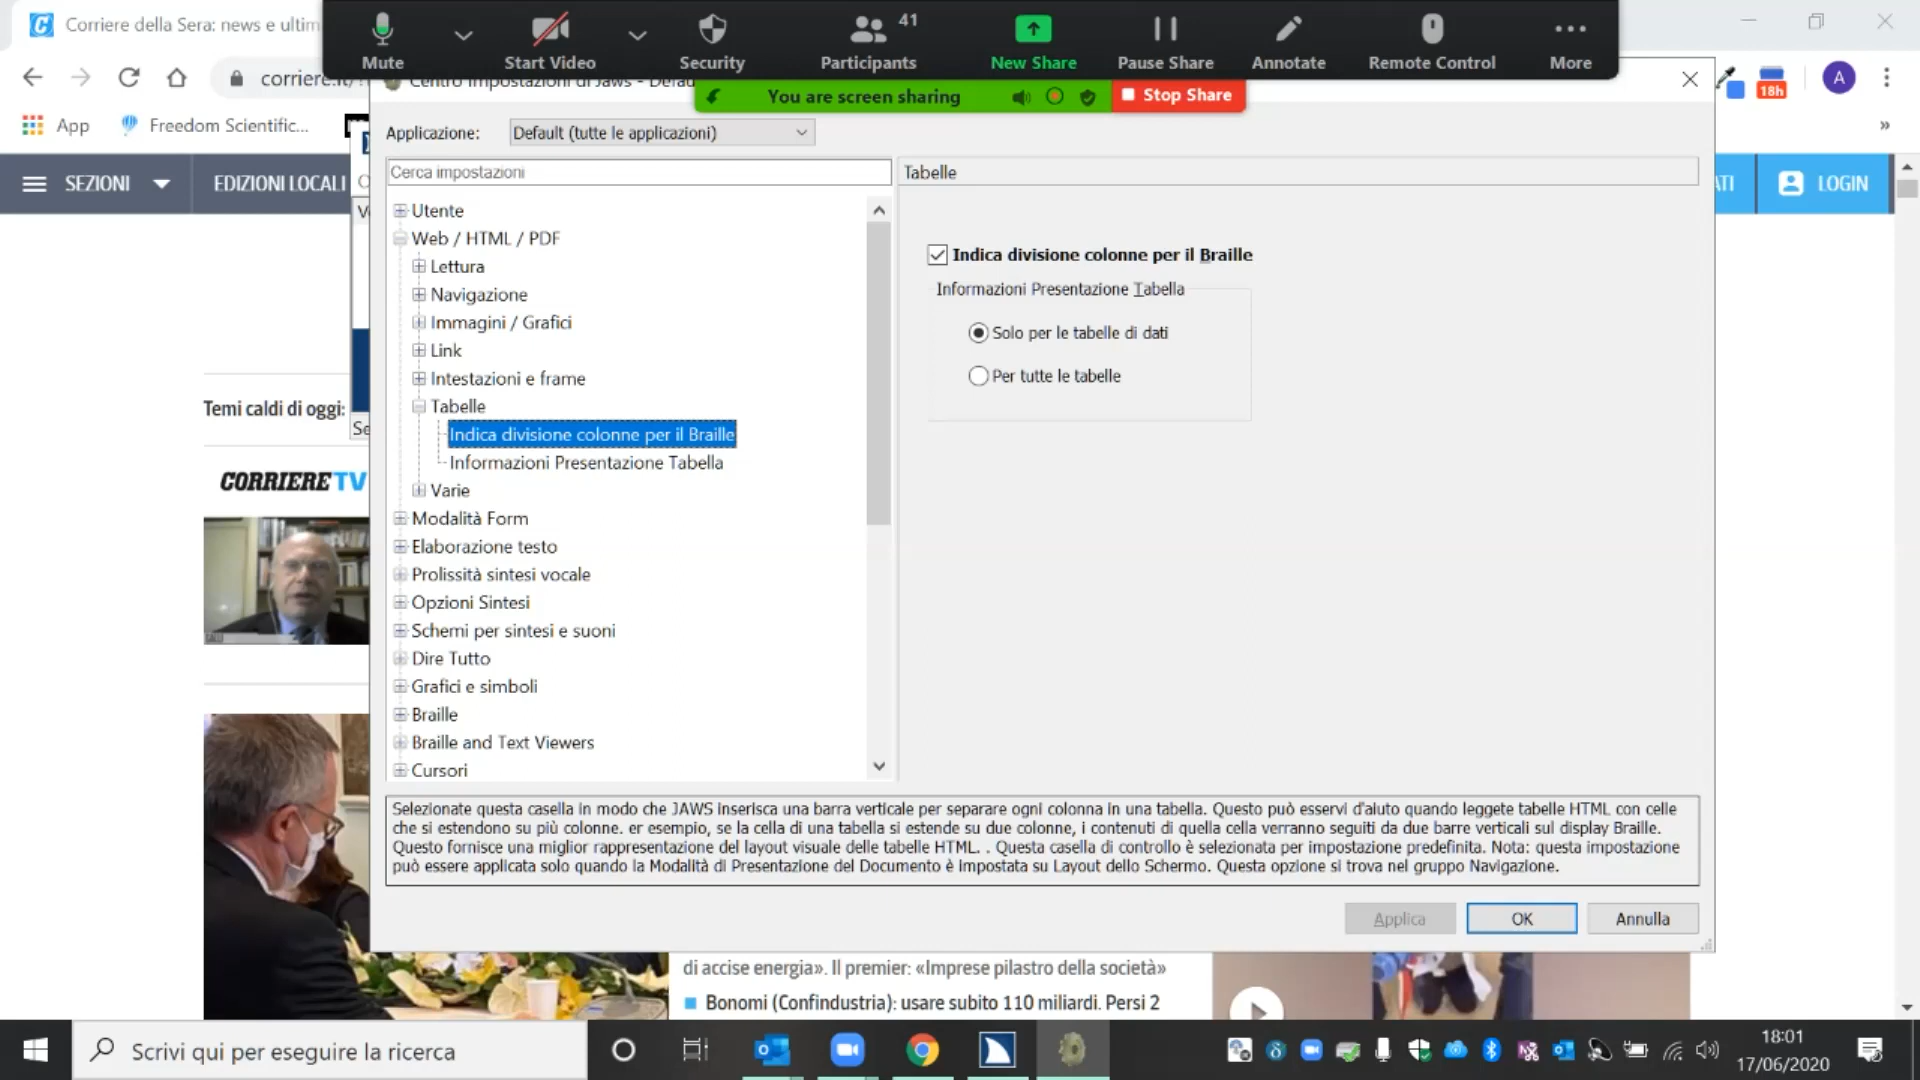 Corriere della Sera: news e ultim
Mute
Start Video
Security
41
Participants
New Share
Pause Share
Annotate
Remote Control
More
You are screen sharing
Stop Share
corriere.it/
Centro Impostazioni di Jaws - Defau
18h
A
App
Freedom Scientific...
»
SEZIONI
EDIZIONI LOCALI
LOGIN
Applicazione:
Default (tutte le applicazioni)
Cerca impostazioni
Tabelle
Utente
Web / HTML / PDF
Lettura
Navigazione
Immagini / Grafici
Link
Intestazioni e frame
Tabelle
Indica divisione colonne per il Braille
Informazioni Presentazione Tabella
Varie
Modalità Form
Elaborazione testo
Prolissità sintesi vocale
Opzioni Sintesi
Schemi per sintesi e suoni
Dire Tutto
Grafici e simboli
Braille
Braille and Text Viewers
Cursori
Indica divisione colonne per il Braille
Informazioni Presentazione Tabella
Solo per le tabelle di dati
Per tutte le tabelle
Temi caldi di oggi:
Se
CORRIERE TV
Selezionate questa casella in modo che JAWS inserisca una barra verticale per separare ogni colonna in una tabella. Questo può esservi d'aiuto quando leggete tabelle HTML con celle
che si estendono su più colonne. er esempio, se la cella di una tabella si estende su due colonne, i contenuti di quella cella verranno seguiti da due barre verticali sul display Braille.
Questo fornisce una miglior rappresentazione del layout visuale delle tabelle HTML. . Questa casella di controllo è selezionata per impostazione predefinita. Nota: questa impostazione
può essere applicata solo quando la Modalità di Presentazione del Documento è impostata su Layout dello Schermo. Questa opzione si trova nel gruppo Navigazione.
Applica
OK
Annulla
di accise energia». Il premier: «Imprese pilastro della società»
Bonomi (Confindustria): usare subito 110 miliardi. Persi 2
Scrivi qui per eseguire la ricerca
18:01
17/06/2020